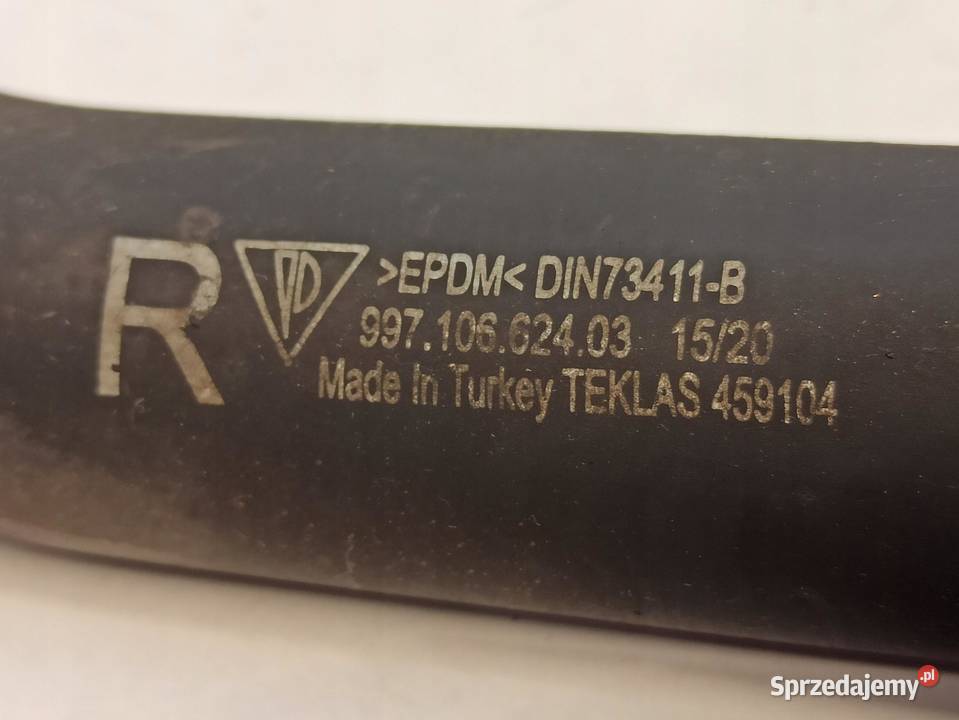 R >EPDM< DIN73411-B
997.106.624.03 15/20
Made In Turkey TEKLAS 459104
Sprzedajemy.pl